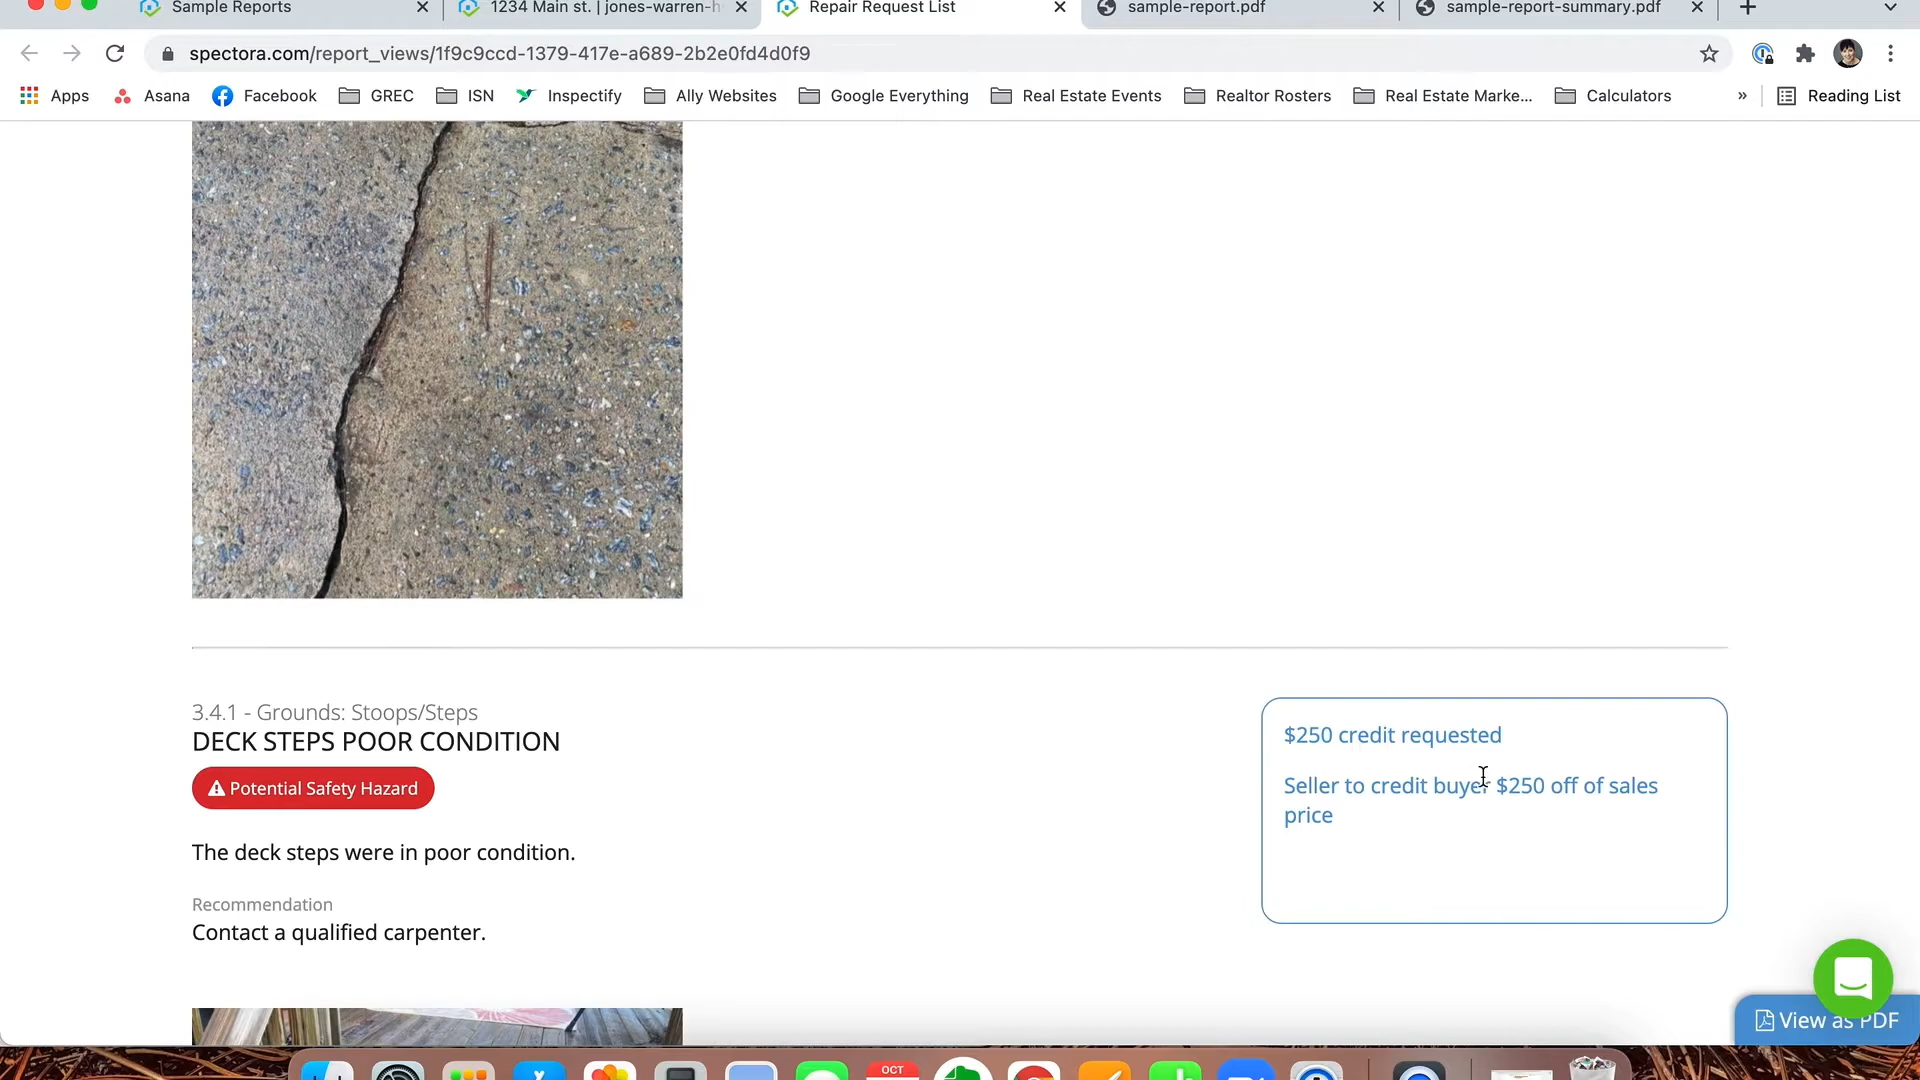 Sample Reports
1234 Main st. | jones-warren-h
Repair Request List
sample-report.pdf
sample-report-summary.pdf
spectora.com/report_views/1f9c9ccd-1379-417e-a689-2b2e0fd4d0f9
Apps
Asana
Facebook
GREC
ISN
Inspectify
Ally Websites
Google Everything
Real Estate Events
Realtor Rosters
Real Estate Marke...
Calculators
»
Reading List
3.4.1 - Grounds: Stoops/Steps
DECK STEPS POOR CONDITION
Potential Safety Hazard
The deck steps were in poor condition.
Recommendation
Contact a qualified carpenter.
$250 credit requested
Seller to credit buyer $250 off of sales
price
View as PDF
OCT